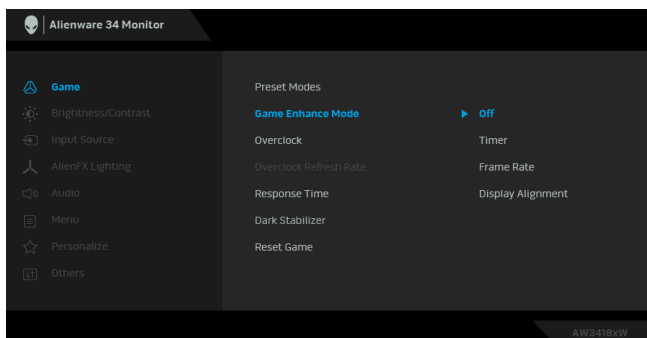 Alienware 34 Monitor
Game
Preset Modes
Brightness/Contrast
Game Enhance Mode
Off
Input Source
Overclock
Timer
AlienFX Lighting
Overclock Refresh Rate
Frame Rate
Audio
Response Time
Display Alignment
Menu
Dark Stabilizer
Personalize
Reset Game
Others
AW3418xW